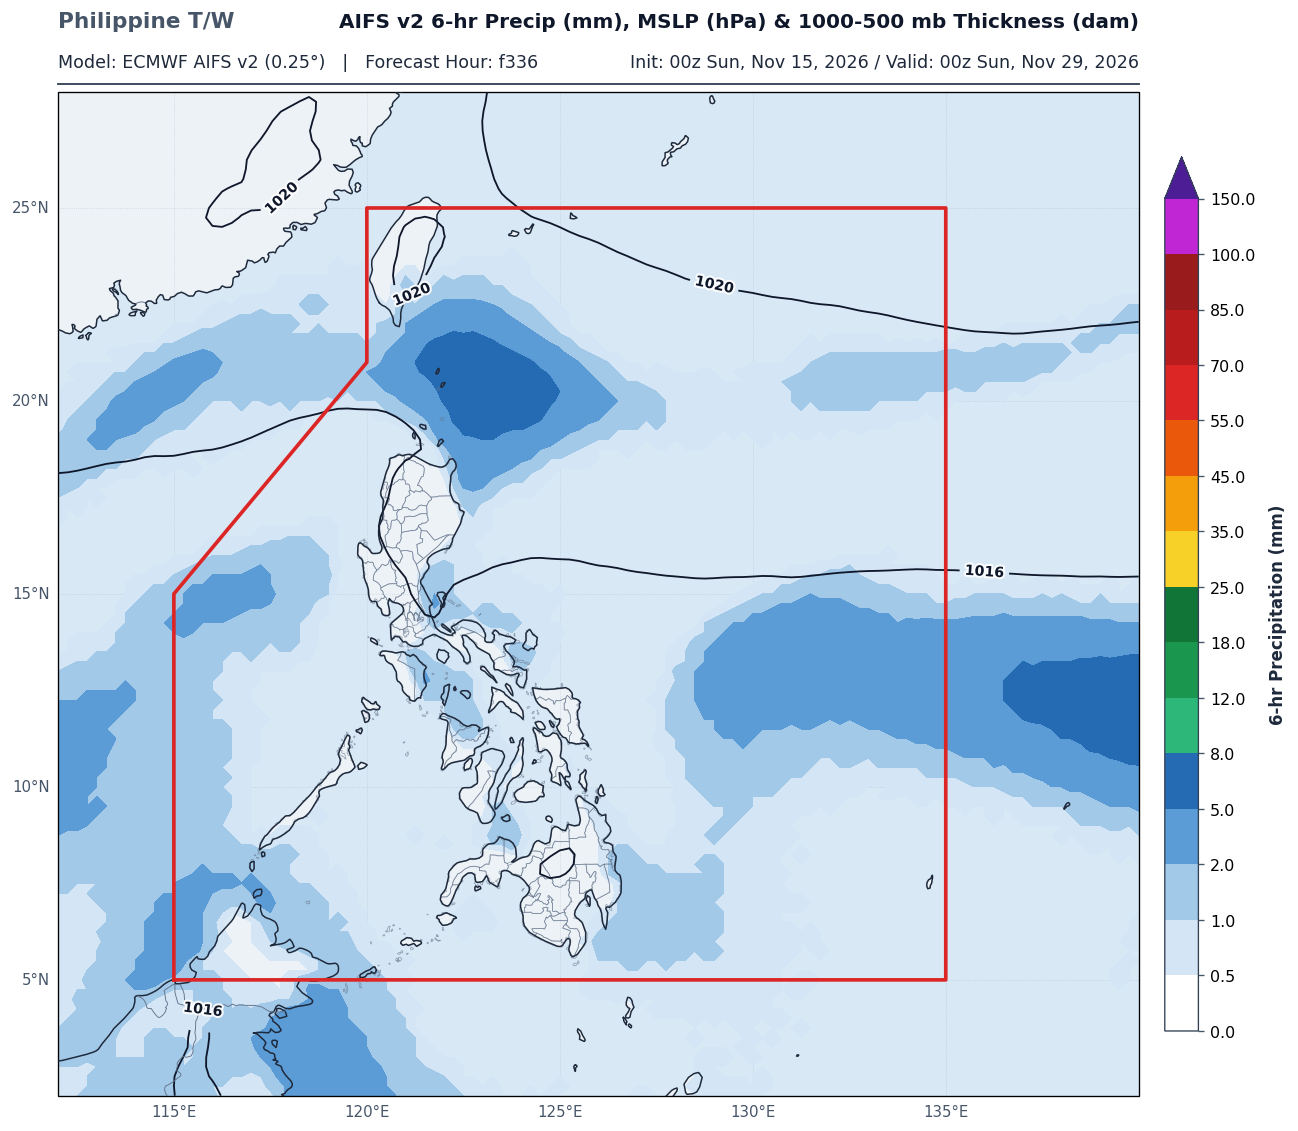 Philippine T/W
AIFS v2 6-hr Precip (mm), MSLP (hPa) & 1000-500 mb Thickness (dam)
Model: ECMWF AIFS v2 (0.25°) | Forecast Hour: f336
Init: 00z Sun, Nov 15, 2026 / Valid: 00z Sun, Nov 29, 2026
1020
1020
1020
1016
1016
25°N
20°N
15°N
10°N
5°N
115°E
120°E
125°E
130°E
135°E
150.0
100.0
85.0
70.0
55.0
45.0
35.0
25.0
18.0
12.0
8.0
5.0
2.0
1.0
0.5
0.0
6-hr Precipitation (mm)